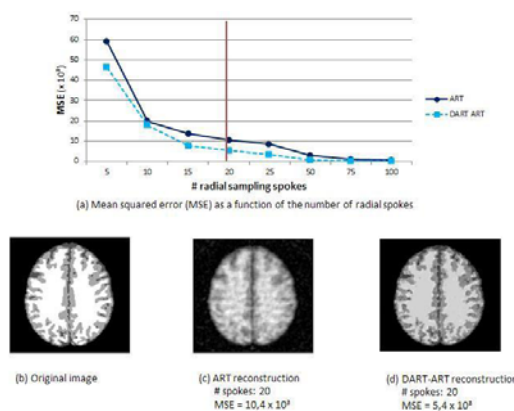 70
60
50
40
30
20
10
0
MSE (x 10⁸)
5 10 15 20 25 50 75 100
# radial sampling spokes
ART
DART ART
(a) Mean squared error (MSE) as a function of the number of radial spokes
(b) Original image
(c) ART reconstruction
# spokes: 20
MSE = 10,4 x 10⁸
(d) DART-ART reconstruction
# spokes: 20
MSE = 5,4 x 10⁸